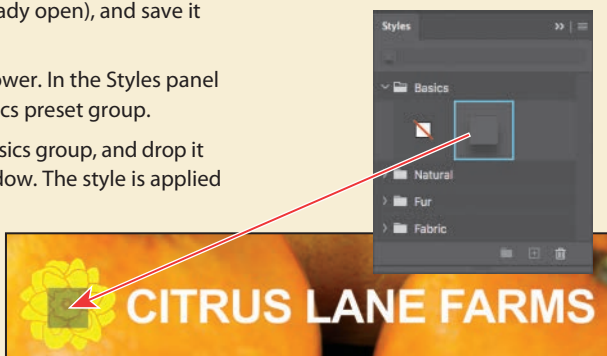 ady open), and save it
ower. In the Styles panel
cs preset group.
sics group, and drop it
dow. The style is applied
Styles
Basics
Natural
Fur
Fabric
CITRUS LANE FARMS